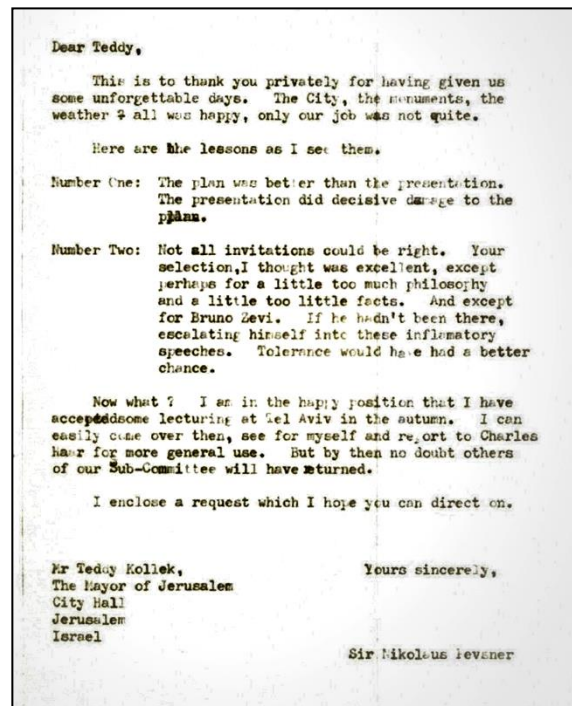 Dear Teddy,
This is to thank you privately for having given us
some unforgettable days. The City, the monuments, the
weather ? all was happy, only our job was not quite.
Here are the lessons as I see them.
Number One: The plan was better than the presentation.
The presentation did decisive damage to the
plan.
Number Two: Not all invitations could be right. Your
selection,I thought was excellent, except
perhaps for a little too much philosophy
and a little too little facts. And except
for Bruno Zevi. If he hadn't been there,
escalating himself into these inflamatory
speeches. Tolerance would have had a better
chance.
Now what ? I am in the happy position that I have
acceptedsome lecturing at Tel Aviv in the autumn. I can
easily come over then, see for myself and report to Charles
Haar for more general use. But by then no doubt others
of our Sub-Committee will have returned.
I enclose a request which I hope you can direct on.
Mr Teddy Kollek,
The Mayor of Jerusalem
City Hall
Jerusalem
Israel
Yours sincerely,
Sir Nikolaus Pevsner